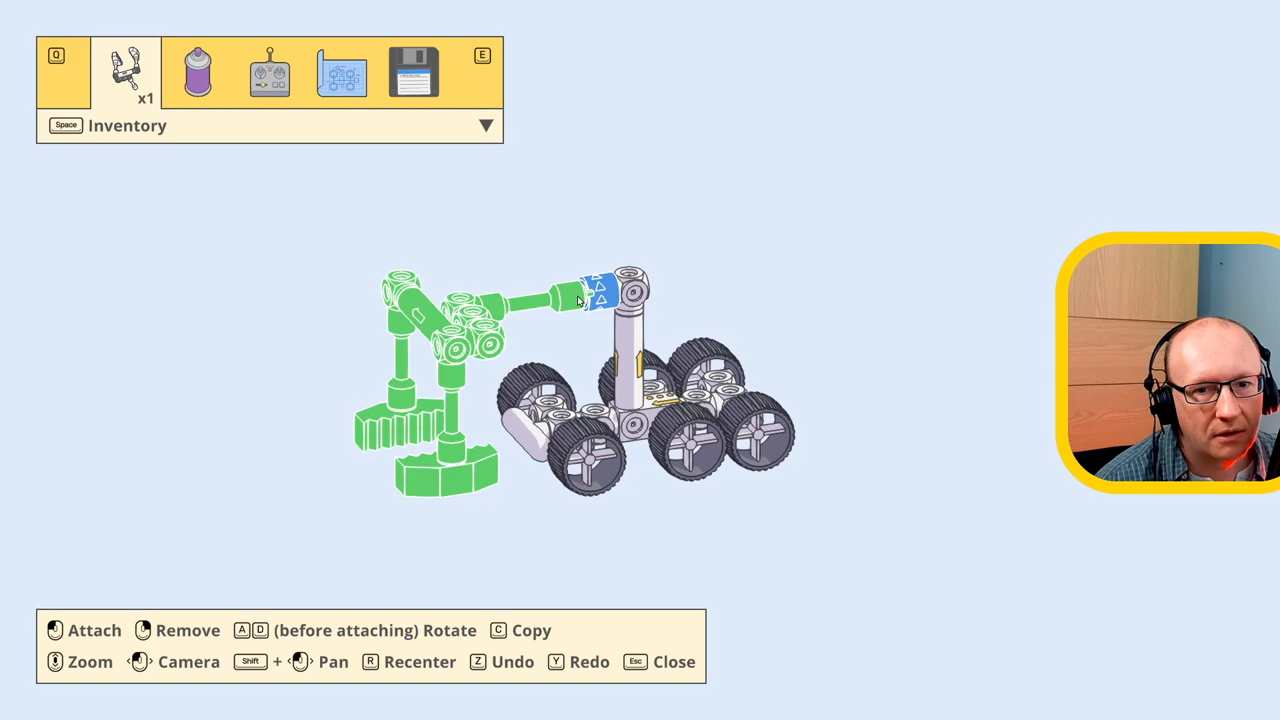 Q
E
x1
Space Inventory
Attach Remove A D (before attaching) Rotate C Copy
Zoom Camera Shift + Pan R Recenter Z Undo Y Redo Esc Close